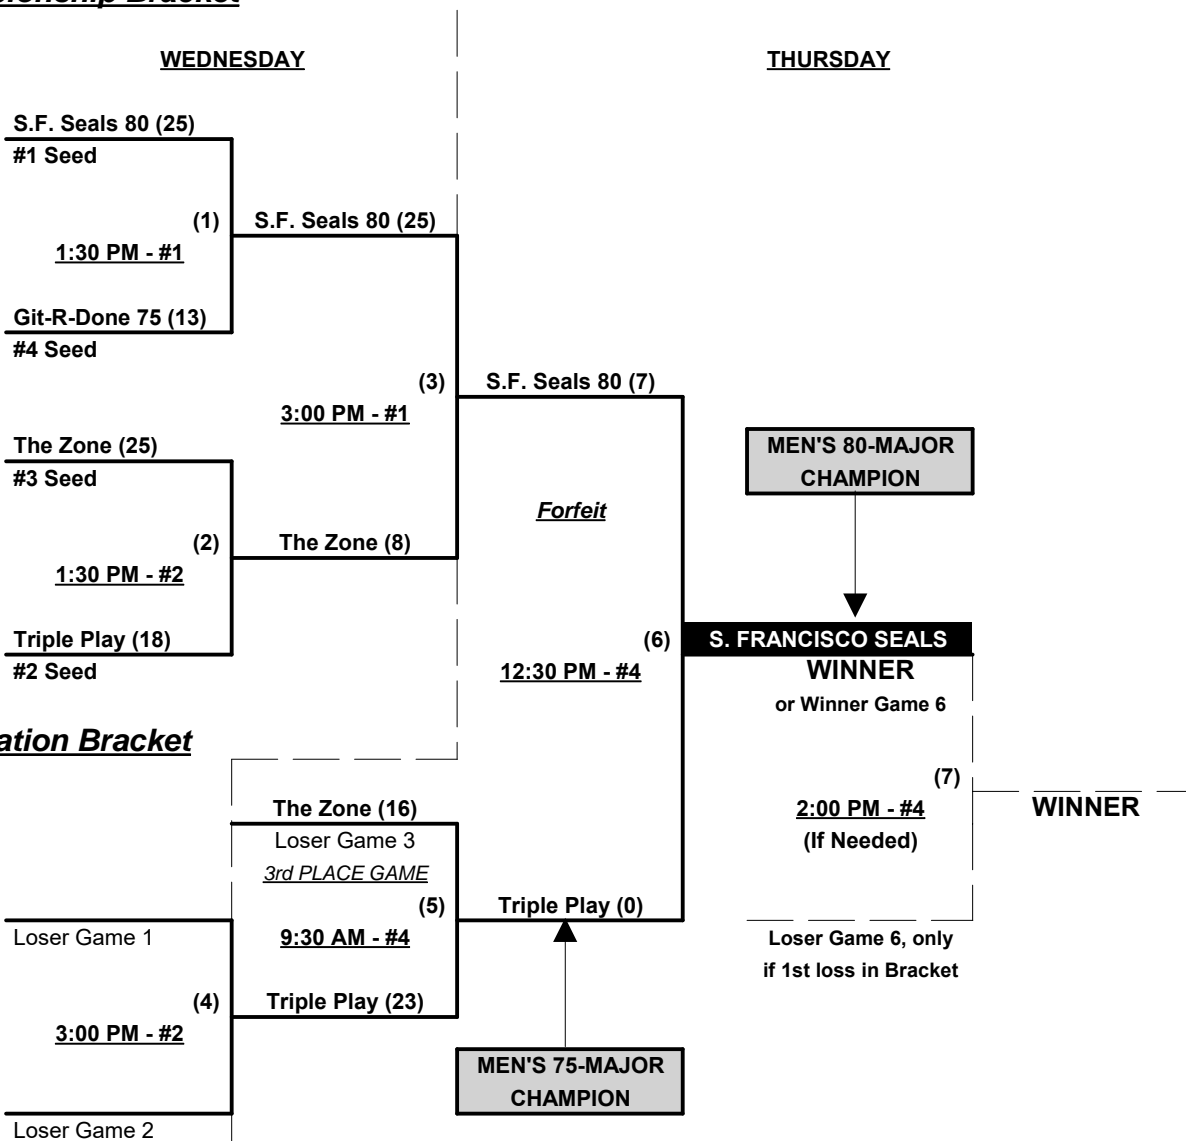 Bracket
WEDNESDAY
THURSDAY
S.F. Seals 80 (25)
#1 Seed
(1)
S.F. Seals 80 (25)
1:30 PM - #1
Git-R-Done 75 (13)
#4 Seed
(3)
S.F. Seals 80 (7)
3:00 PM - #1
The Zone (25)
#3 Seed
MEN'S 80-MAJOR
CHAMPION
Forfeit
(2)
The Zone (8)
1:30 PM - #2
Triple Play (18)
#2 Seed
(6)
S. FRANCISCO SEALS
12:30 PM - #4
WINNER
or Winner Game 6
ation Bracket
(7)
The Zone (16)
2:00 PM - #4
WINNER
Loser Game 3
(If Needed)
3rd PLACE GAME
(5)
Triple Play (0)
Loser Game 1
9:30 AM - #4
Loser Game 6, only
if 1st loss in Bracket
(4)
Triple Play (23)
3:00 PM - #2
MEN'S 75-MAJOR
CHAMPION
Loser Game 2